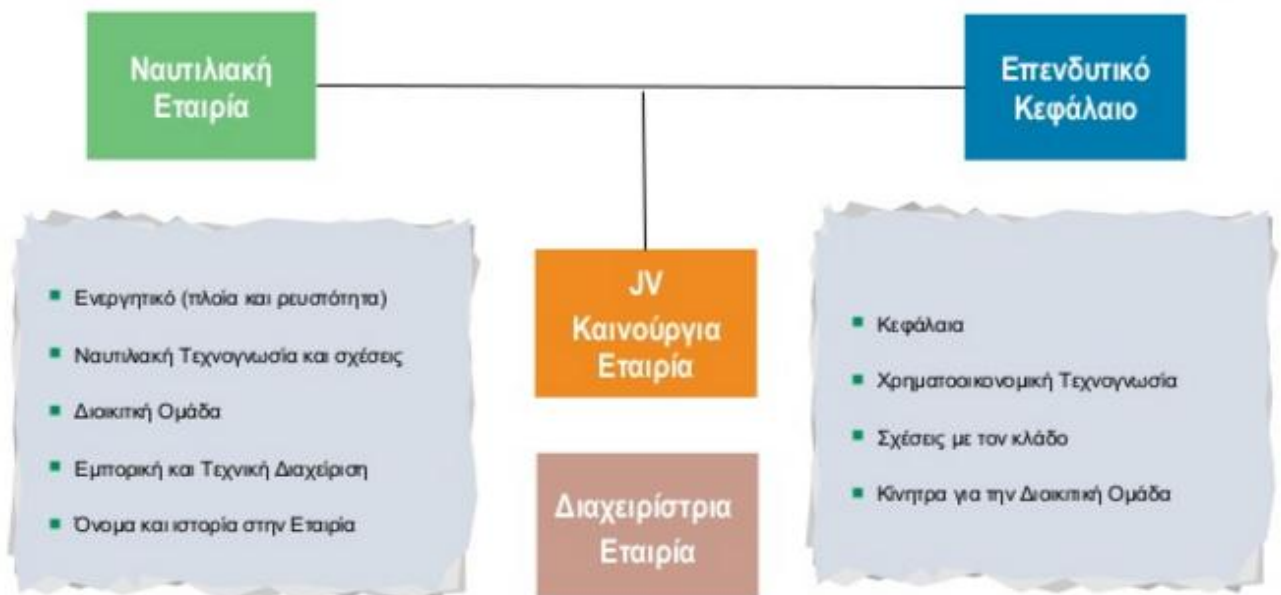 Ναυτιλιακή
Εταιρία
Επενδυτικό
Κεφάλαιο
JV
Καινούργια
Εταιρία
Διαχειρίστρια
Εταιρία
▪ Ενεργητικό (πλοία και ρευστότητα)
▪ Ναυτιλιακή Τεχνογνωσία και σχέσεις
▪ Διοικιτκή Ομάδα
▪ Εμπορική και Τεχνική Διαχείριση
▪ Όνομα και ιστορία στην Εταιρία
▪ Κεφάλαια
▪ Χρηματοοικονομική Τεχνογνωσία
▪ Σχέσεις με τον κλάδο
▪ Κίνητρα για την Διοικιτική Ομάδα